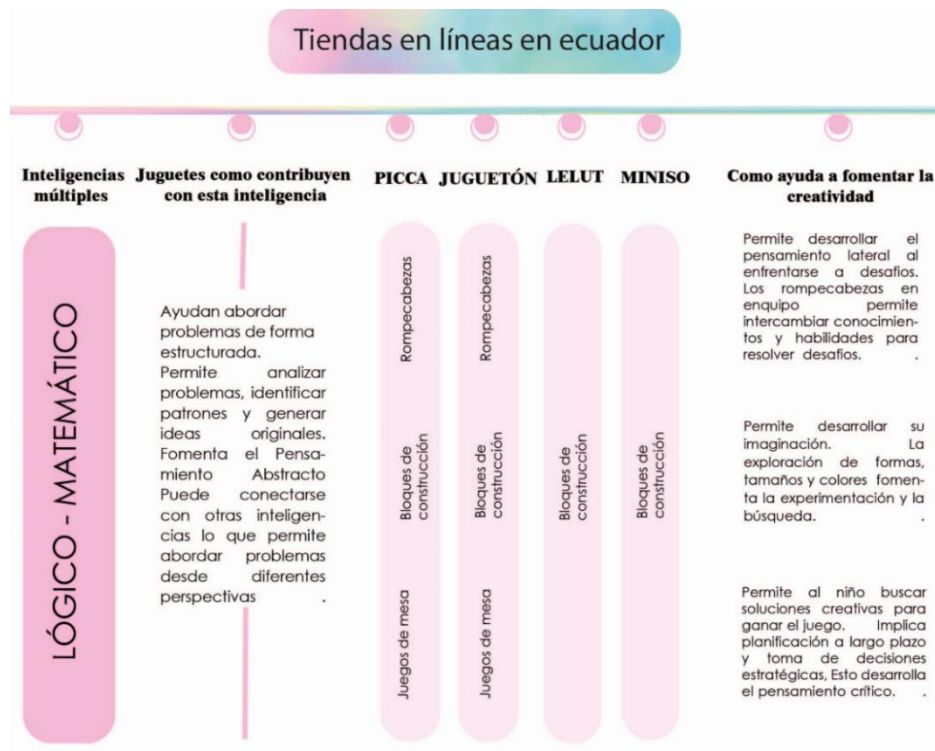 Tiendas en líneas en ecuador
Inteligencias
múltiples
Juguetes como contribuyen
con esta inteligencia
PICCA
JUGUETÓN
LELUT
MINISO
Como ayuda a fomentar la
creatividad
LÓGICO - MATEMÁTICO
Ayudan abordar
problemas de forma
estructurada.
Permite analizar
problemas, identificar
patrones y generar
ideas originales.
Fomenta el Pensa-
miento Abstracto
Puede conectarse
con otras inteligen-
cias lo que permite
abordar problemas
desde diferentes
perspectivas .
Rompecabezas
Bloques de
construcción
Juegos de mesa
Rompecabezas
Bloques de
construcción
Juegos de mesa
Bloques de
construcción
Bloques de
construcción
Permite desarrollar el
pensamiento lateral al
enfrentarse a desafios.
Los rompecabezas en
enquipo permite
intercambiar conocimien-
tos y habilidades para
resolver desafios. .
Permite desarrollar su
imaginación. La
exploración de formas,
tamaños y colores fomen-
ta la experimentación y la
búsqueda. .
Permite al niño buscar
soluciones creativas para
ganar el juego. Implica
planificación a largo plazo
y toma de decisiones
estratégicas, Esto desarrolla
el pensamiento crítico. .